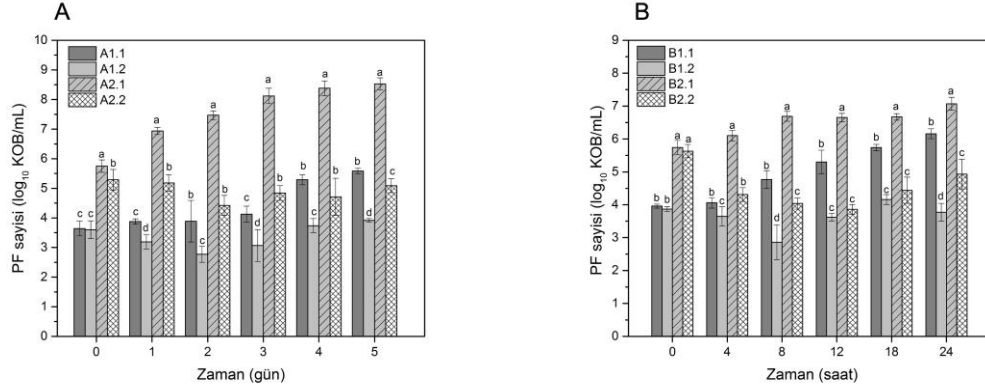 A
PF sayisi (log10 KOB/mL)
10
9
8
7
6
5
4
3
2
1
0
A1.1
A1.2
A2.1
A2.2
c c a b
c d a b
b c a b
c d a b
b c a b
b d a c
0 1 2 3 4 5
Zaman (gün)
B
PF sayisi (log10 KOB/mL)
9
8
7
6
5
4
3
2
1
0
B1.1
B1.2
B2.1
B2.2
b b a a
b b a b
b d a c
b c a c
b c a c
b d a c
0 4 8 12 18 24
Zaman (saat)